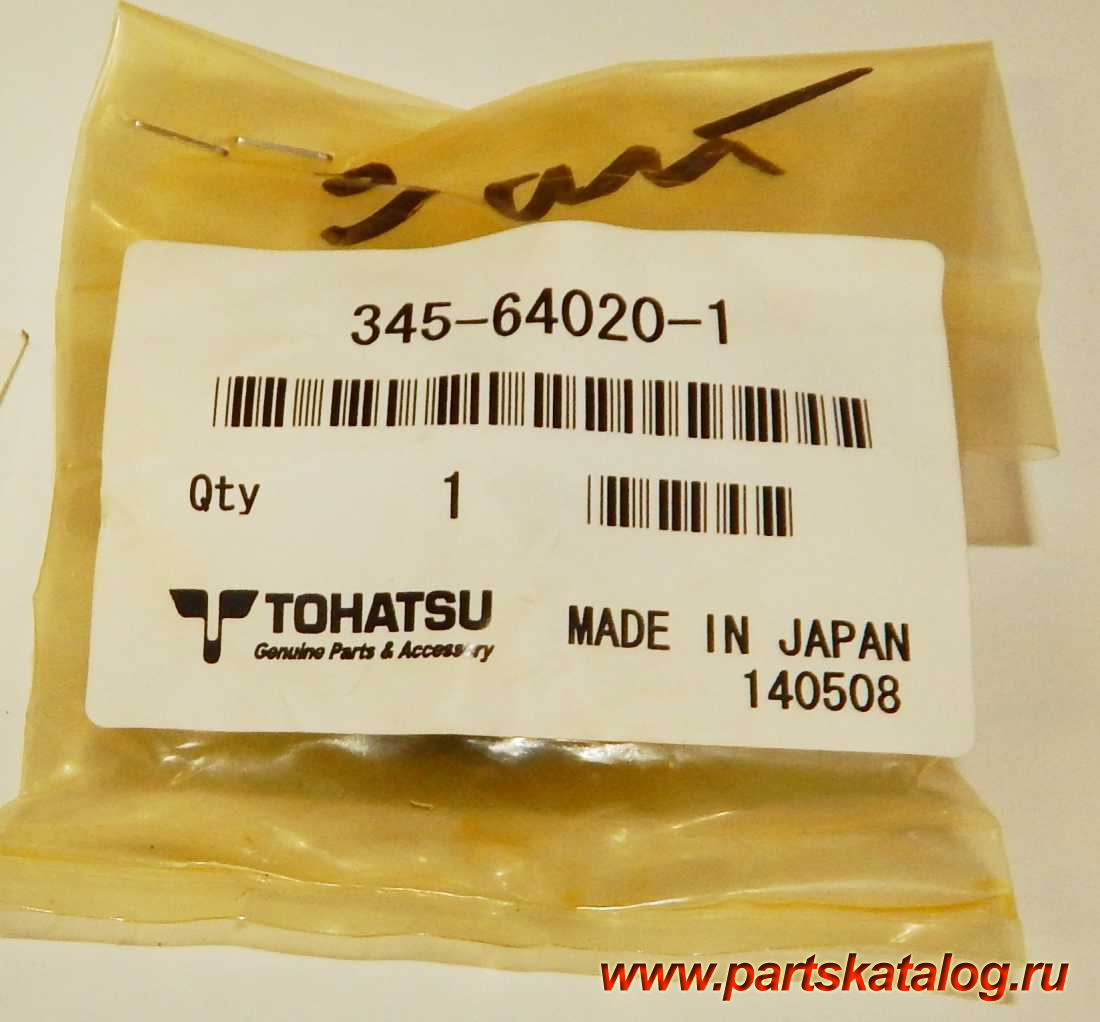 345-64020-1
Qty 1
TOHATSU
Genuine Parts & Accessory
MADE IN JAPAN
140508
www.partskatalog.ru